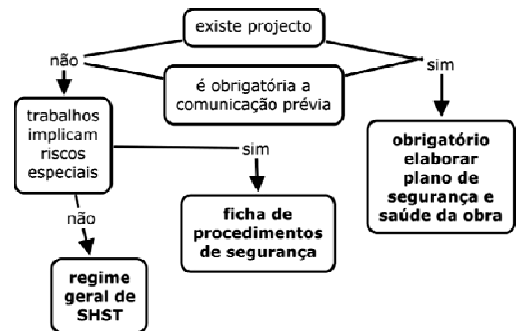 existe projecto
não
sim
é obrigatória a
comunicação prévia
trabalhos
implicam
riscos
especiais
sim
obrigatório
elaborar
plano de
segurança e
saúde da obra
não
ficha de
procedimentos
de segurança
regime
geral de
SHST